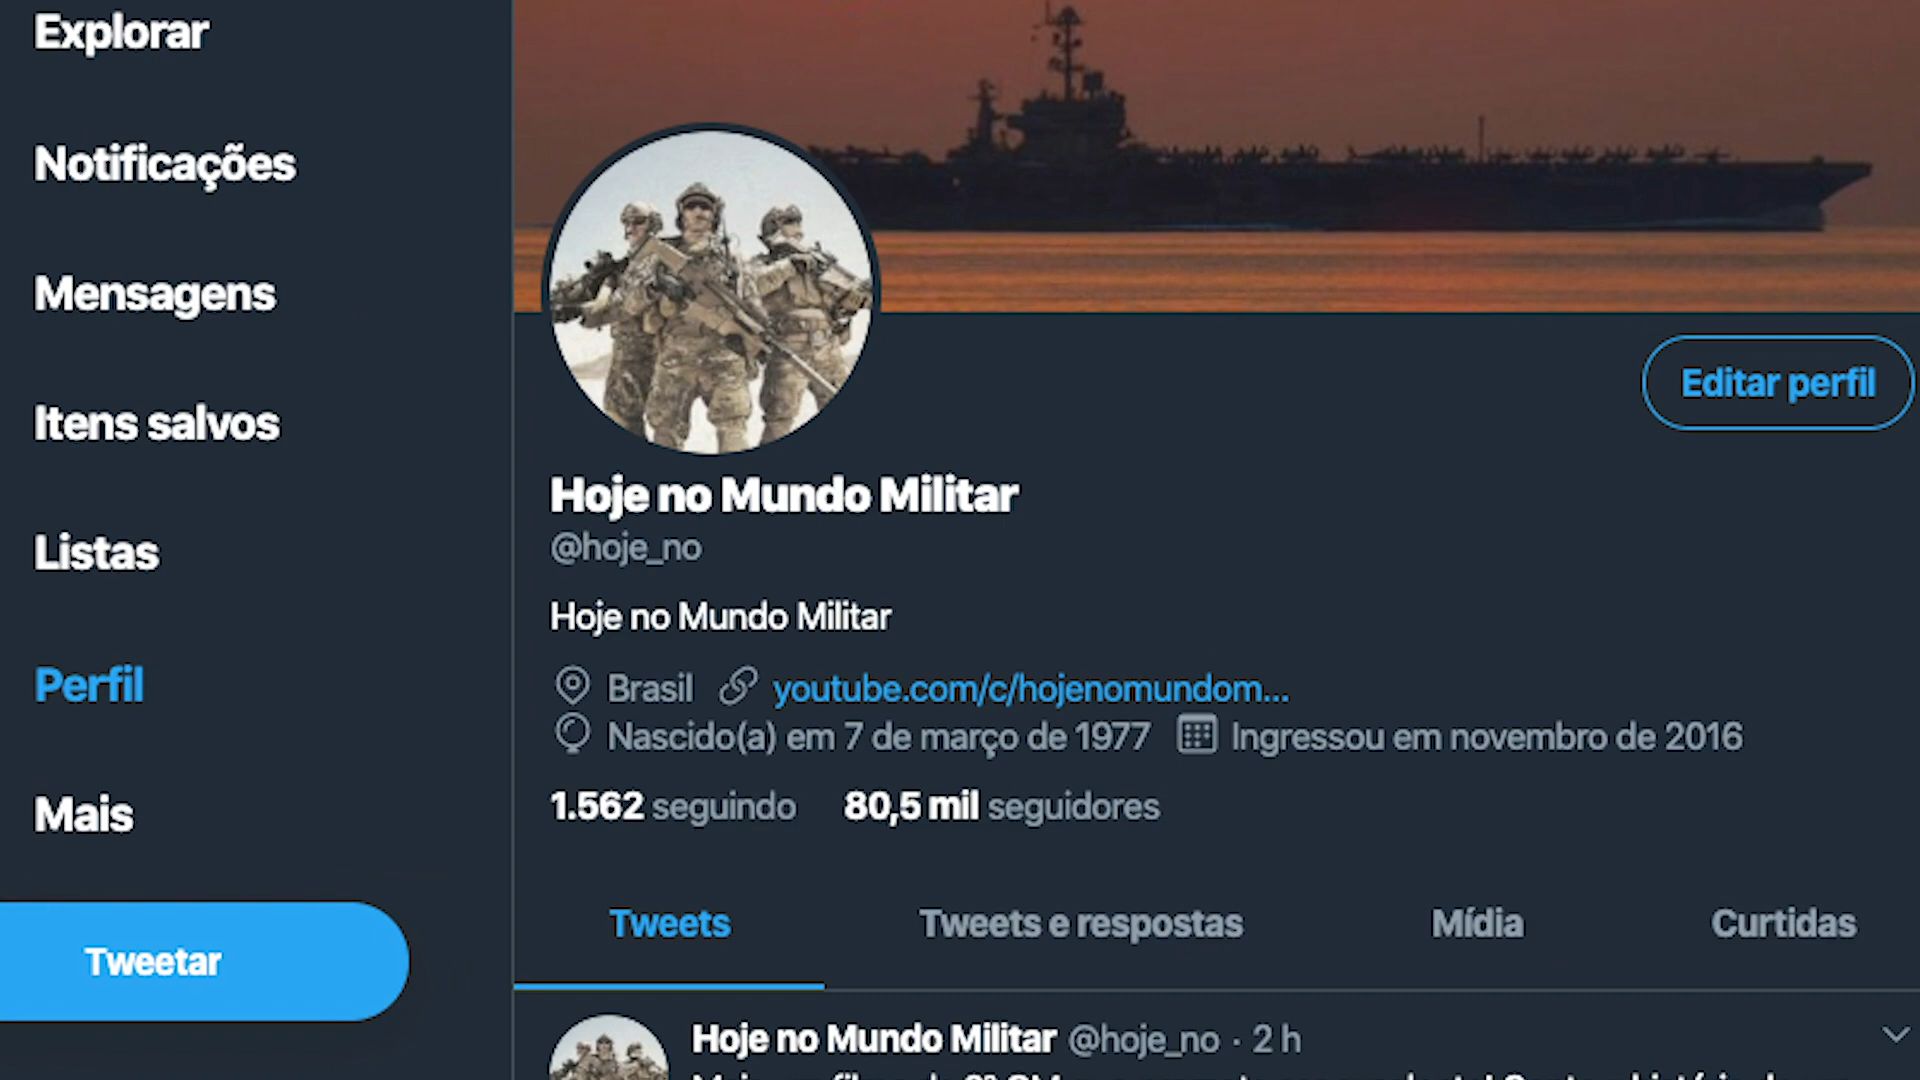 Explorar
Notificações
Mensagens
Itens salvos
Listas
Perfil
Mais
Tweetar
Editar perfil
Hoje no Mundo Militar
@hoje_no
Hoje no Mundo Militar
Brasil youtube.com/c/hojenomundom...
Nascido(a) em 7 de março de 1977 Ingressou em novembro de 2016
1.562 seguindo 80,5 mil seguidores
Tweets Tweets e respostas Mídia Curtidas
Hoje no Mundo Militar @hoje_no · 2 h